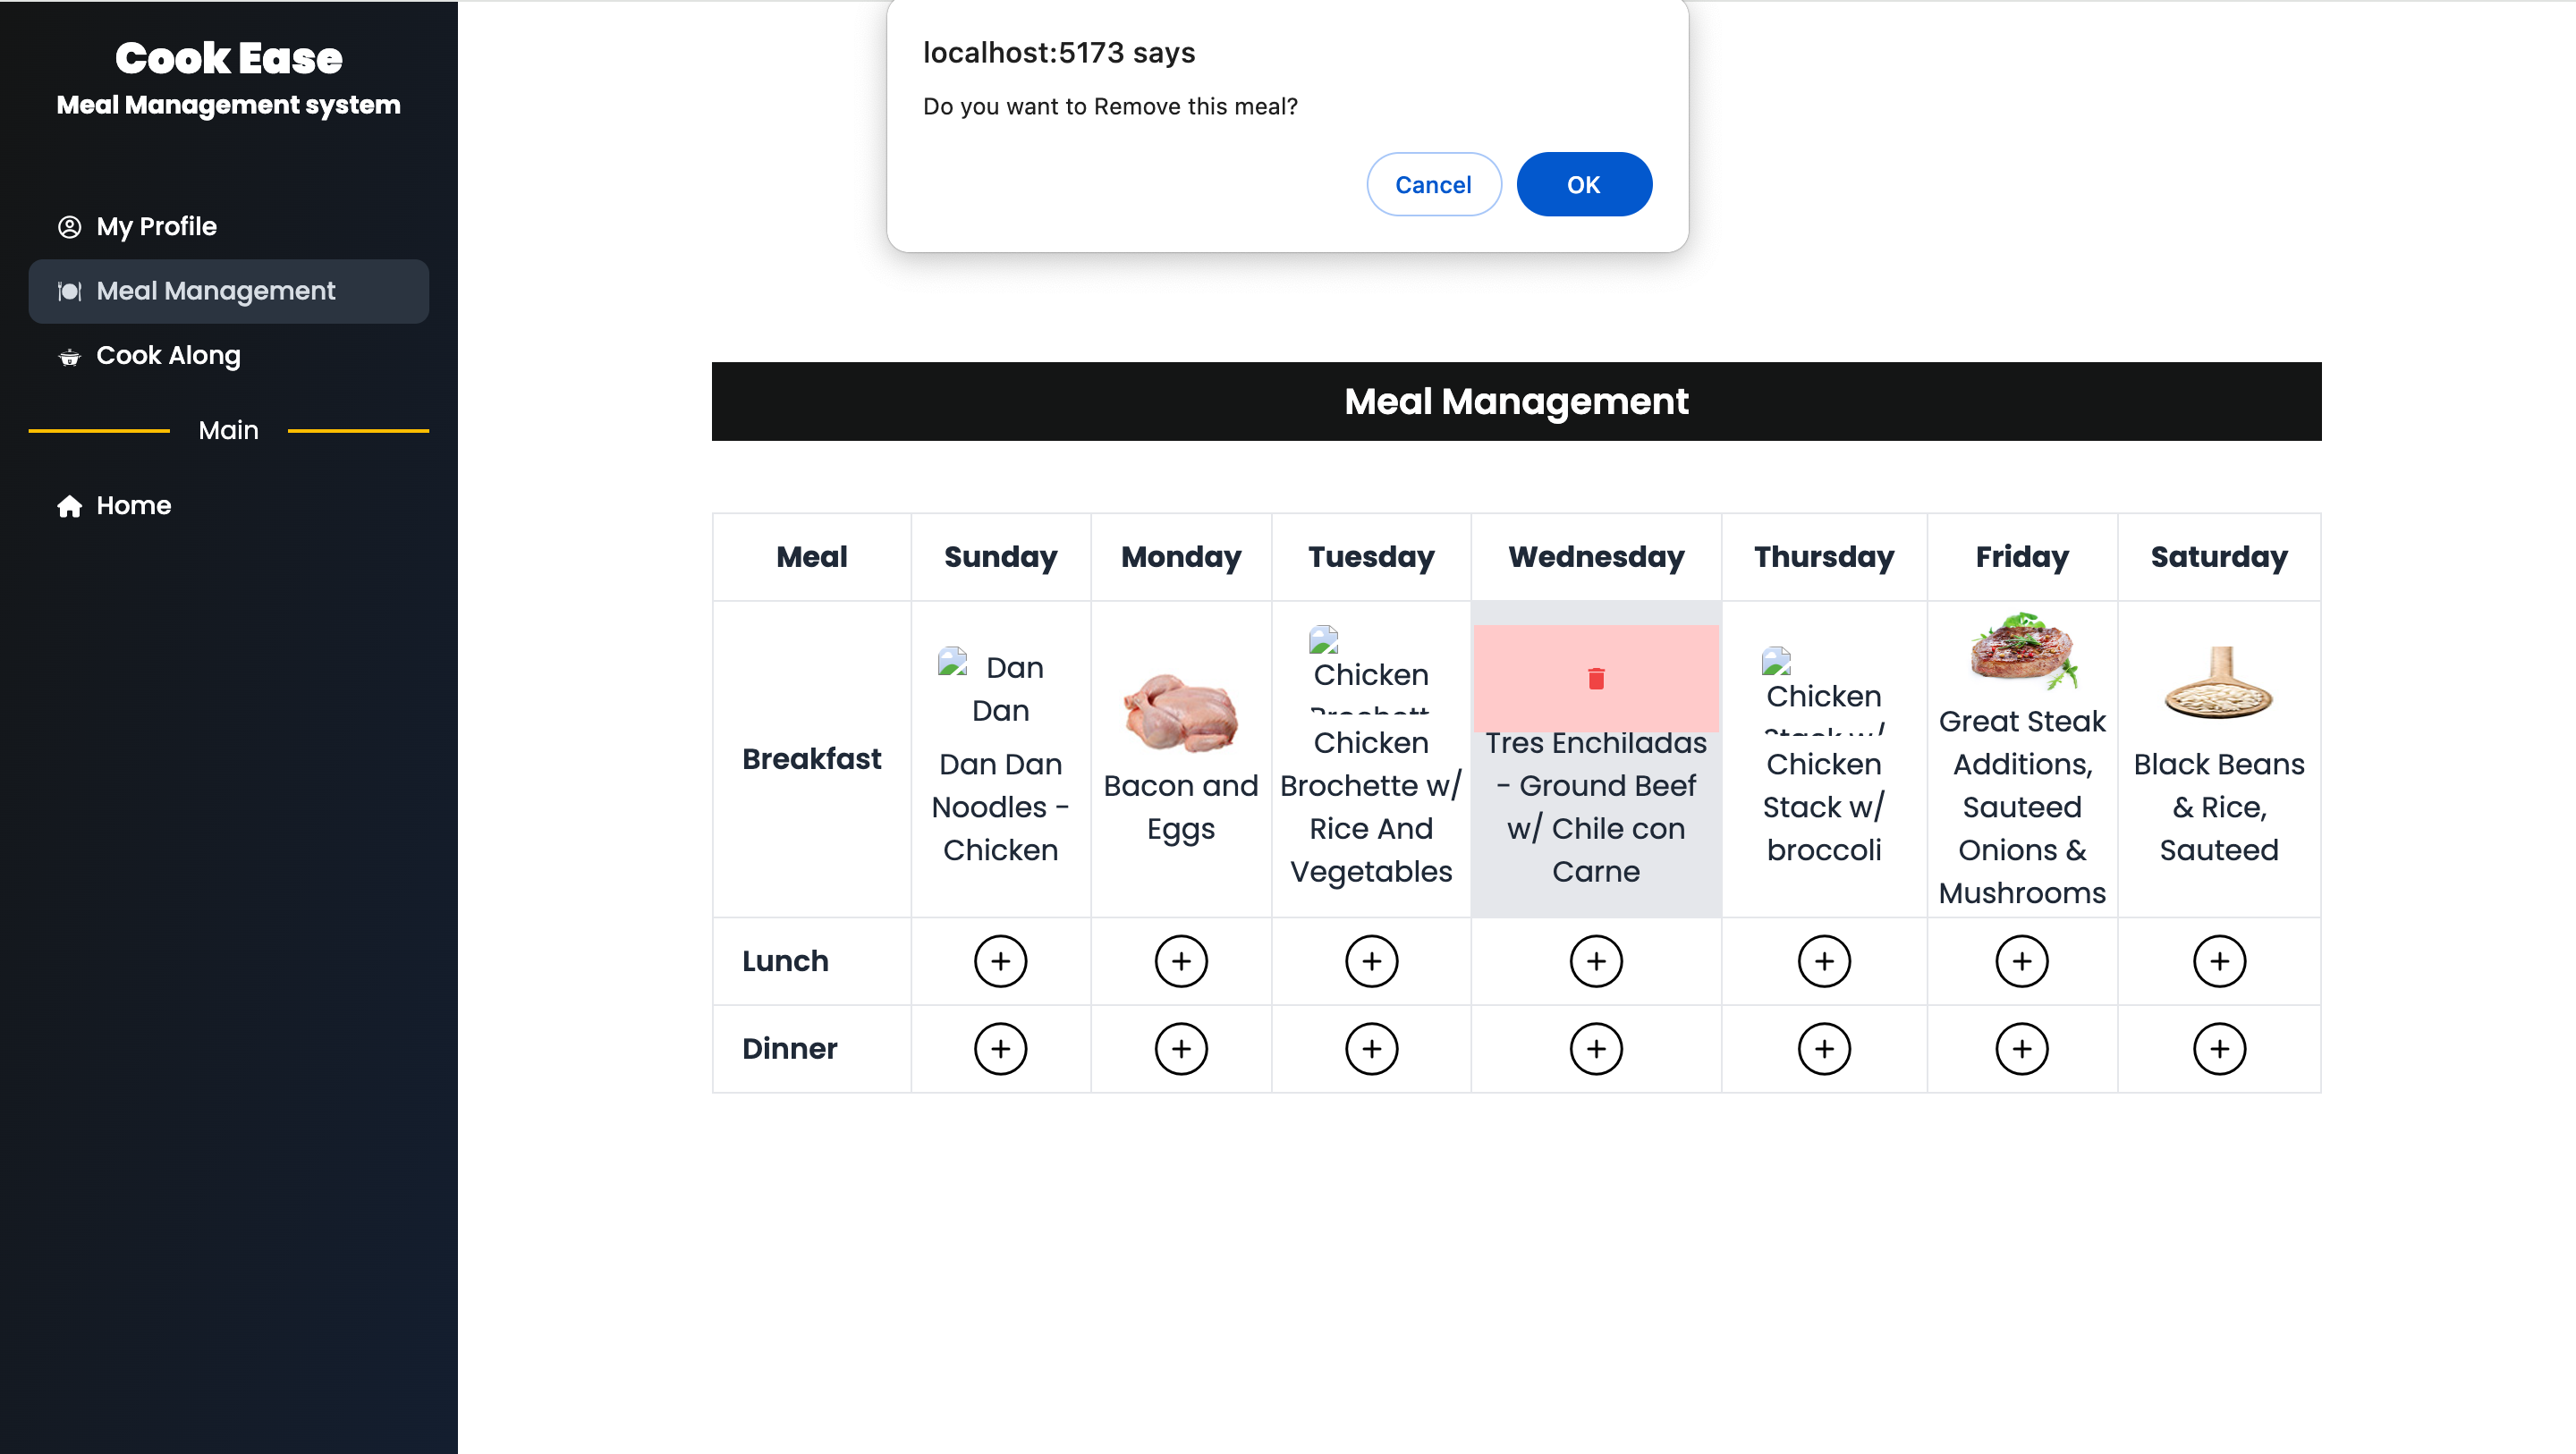 Cook Ease
Meal Management system
My Profile
Meal Management
Cook Along
Main
Home
localhost:5173 says
Do you want to Remove this meal?
Cancel
OK
Meal Management
Meal
Sunday
Monday
Tuesday
Wednesday
Thursday
Friday
Saturday
Breakfast
Dan
Dan
Dan Dan
Noodles -
Chicken
Bacon and
Eggs
Chicken
Brochett
Chicken
Brochette w/
Rice And
Vegetables
Tres Enchiladas
- Ground Beef
w/ Chile con
Carne
Chicken
Stack w/
Chicken
Stack w/
broccoli
Great Steak
Additions,
Sauteed
Onions &
Mushrooms
Black Beans
& Rice,
Sauteed
Lunch
Dinner